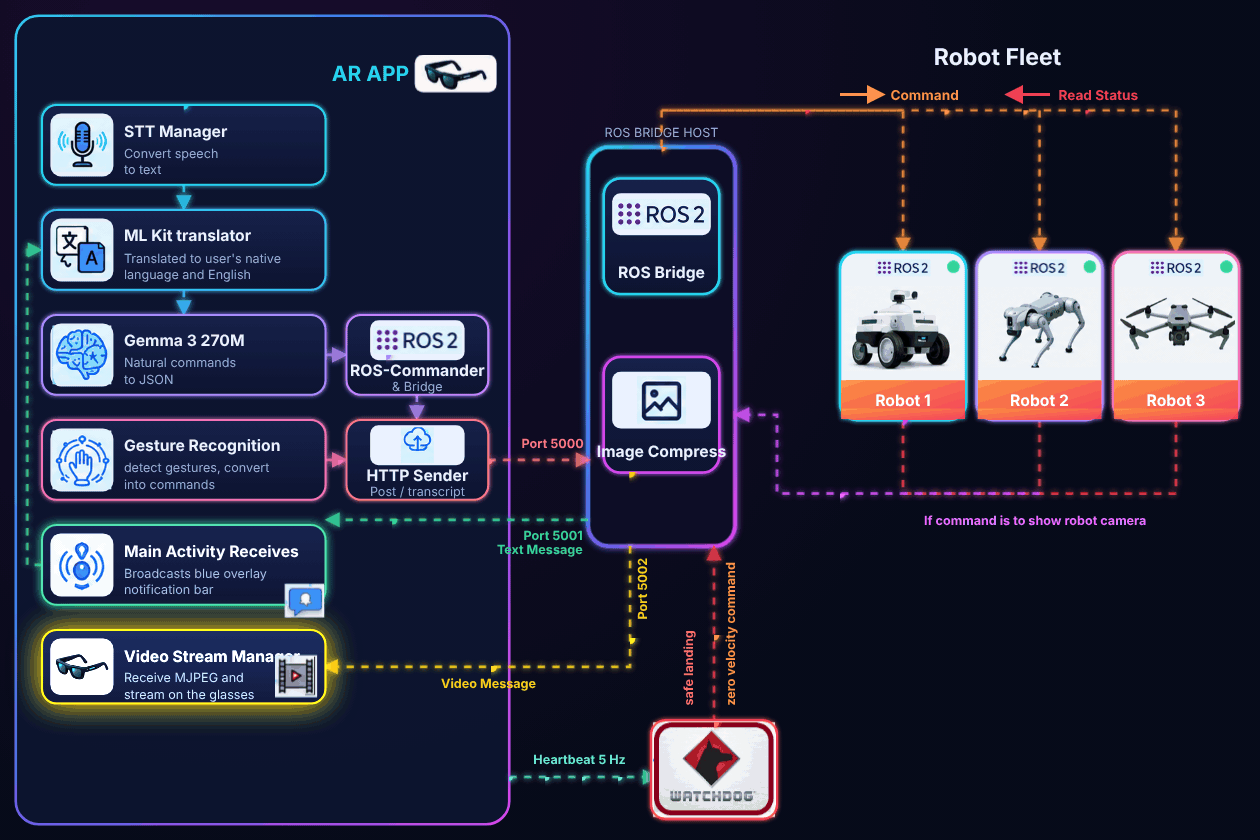 AR APP
STT Manager
Convert speech
to text
ML Kit translator
文
A
Translated to user's native
language and English
Gemma 3 270M
Natural commands
to JSON
ROS 2
ROS-Commander
& Bridge
Gesture Recognition
detect gestures, convert
into commands
HTTP Sender
Post / transcript
Main Activity Receives
Broadcasts blue overlay
notification bar
Video Stream Manager
Receive MJPEG and
stream on the glasses
Port 5000
Port 5001
Text Message
Port 5002
Video Message
Heartbeat 5 Hz
ROS BRIDGE HOST
ROS 2
ROS Bridge
Image Compress
safe landing
zero velocity command
WATCHDOG
Robot Fleet
Command
Read Status
ROS 2
Robot 1
ROS 2
Robot 2
ROS 2
Robot 3
If command is to show robot camera